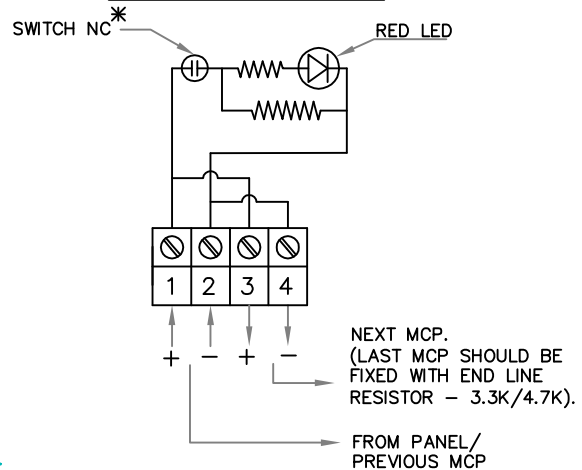 SWITCH NC*
RED LED
1 2 3 4
+ − + −
NEXT MCP.
(LAST MCP SHOULD BE
FIXED WITH END LINE
RESISTOR − 3.3K/4.7K).
FROM PANEL/
PREVIOUS MCP